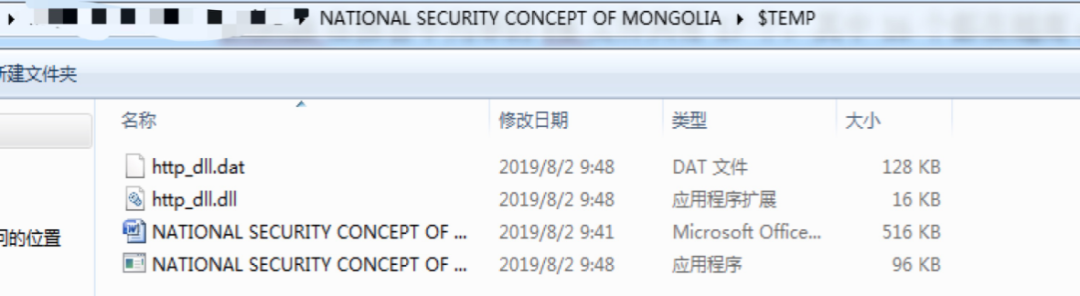 NATIONAL SECURITY CONCEPT OF MONGOLIA ▸ $TEMP
新建文件夹
名称 修改日期 类型 大小
http_dll.dat 2019/8/2 9:48 DAT 文件 128 KB
http_dll.dll 2019/8/2 9:48 应用程序扩展 16 KB
问的位置 NATIONAL SECURITY CONCEPT OF ... 2019/8/2 9:41 Microsoft Office... 516 KB
NATIONAL SECURITY CONCEPT OF ... 2019/8/2 9:48 应用程序 96 KB